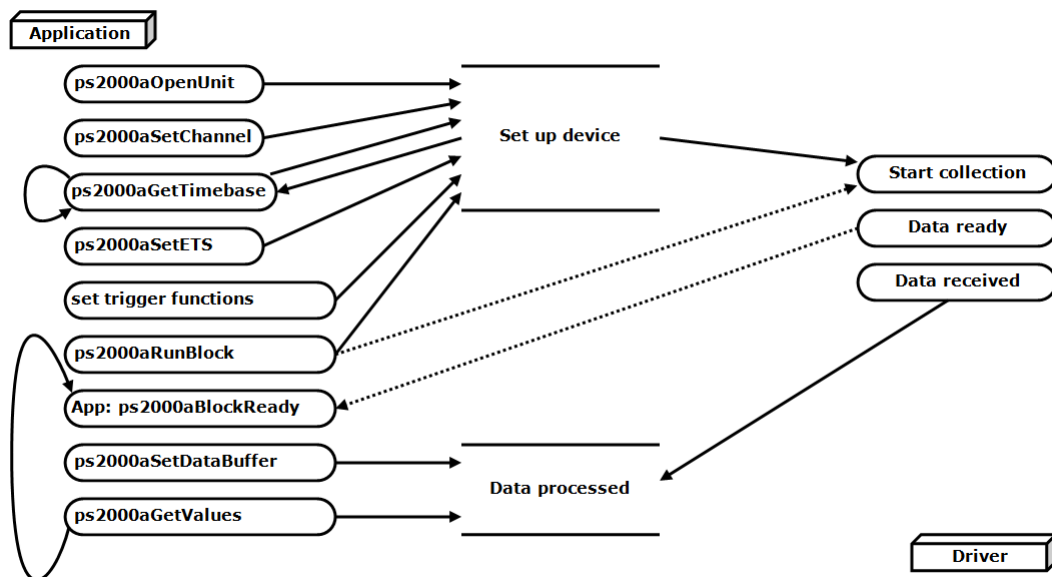 Application
ps2000aOpenUnit
ps2000aSetChannel
Set up device
ps2000aGetTimebase
Start collection
ps2000aSetETS
Data ready
set trigger functions
Data received
ps2000aRunBlock
App: ps2000aBlockReady
ps2000aSetDataBuffer
Data processed
ps2000aGetValues
Driver